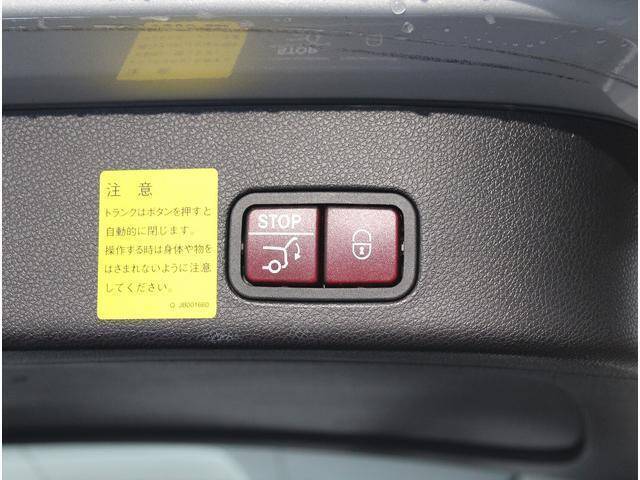 注 意
トランクはボタンを押すと
自動的に閉じます。
操作する時は身体や物を
はさまれないように注意
してください。
Q JB001660
STOP